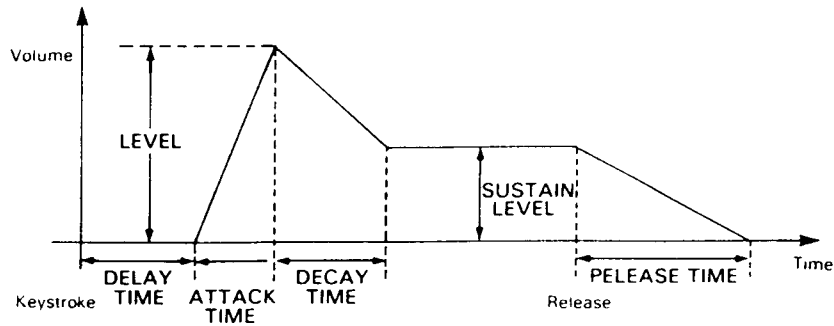 Volume
LEVEL
SUSTAIN
LEVEL
Time
DELAY
TIME
ATTACK
TIME
DECAY
TIME
PELEASE TIME
Keystroke
Release